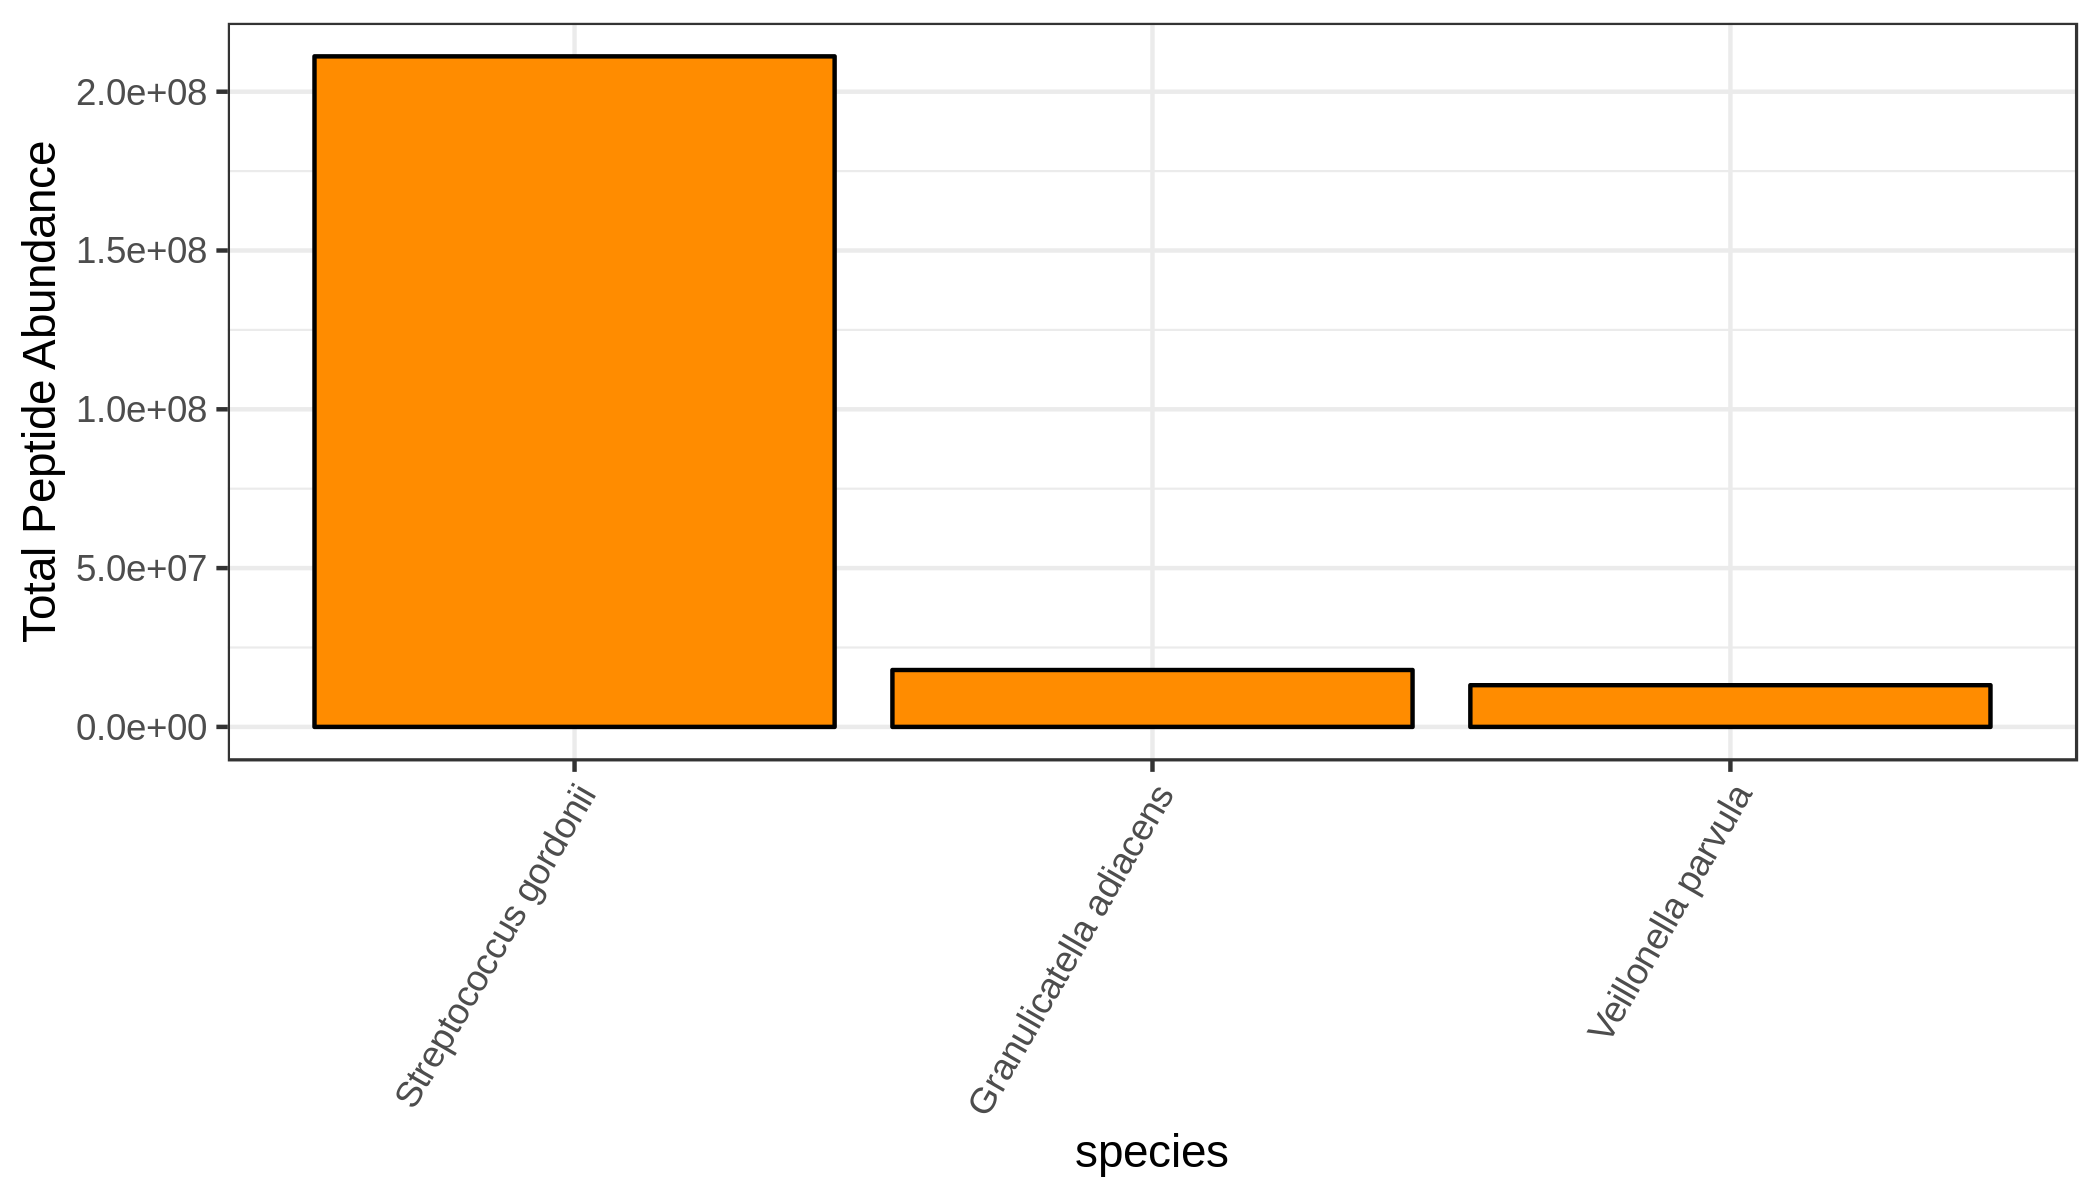 Total Peptide Abundance
2.0e+08
1.5e+08
1.0e+08
5.0e+07
0.0e+00
Streptococcus gordonii
Granulicatella adiacens
Veillonella parvula
species